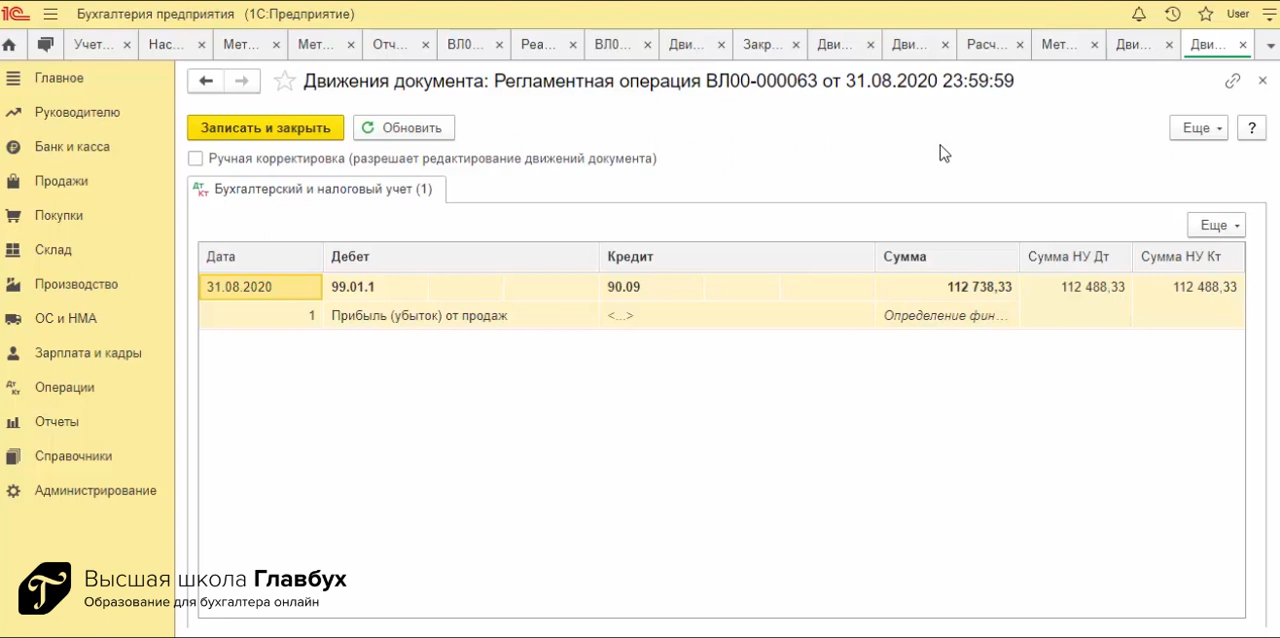 1С Бухгалтерия предприятия (1С:Предприятие) User
Учет... × Нас... × Мет... × Мет... × Отч... × ВЛ0... × Реа... × ВЛ0... × Дви... × Закр... × Дви... × Дви... × Расч... × Мет... × Дви... × Дви... ×
Главное
Руководителю
Банк и касса
Продажи
Покупки
Склад
Производство
ОС и НМА
Зарплата и кадры
Дт Кт Операции
Отчеты
Справочники
Администрирование
Движения документа: Регламентная операция ВЛ00-000063 от 31.08.2020 23:59:59 ×
Записать и закрыть Обновить Еще ?
Ручная корректировка (разрешает редактирование движений документа)
Дт Кт Бухгалтерский и налоговый учет (1)
Еще
Дата Дебет Кредит Сумма Сумма НУ Дт Сумма НУ Кт
31.08.2020 99.01.1 90.09 112 738,33 112 488,33 112 488,33
1 Прибыль (убыток) от продаж <...> Определение фин...
Высшая школа Главбух
Образование для бухгалтера онлайн